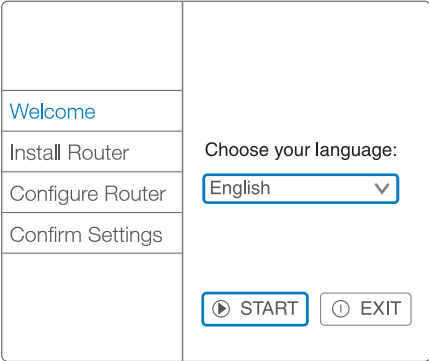 Welcome
Install Router
Configure Router
Confirm Settings
Choose your language:
English
START
EXIT